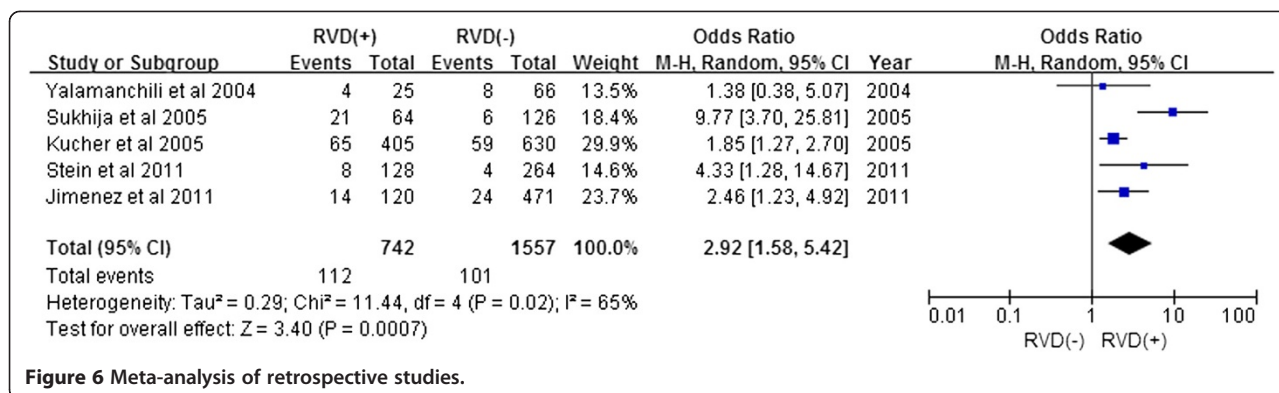 RVD(+) RVD(-) Odds Ratio Odds Ratio
Study or Subgroup Events Total Events Total Weight M-H, Random, 95% CI Year M-H, Random, 95% CI
Yalamanchili et al 2004 4 25 8 66 13.5% 1.38 [0.38, 5.07] 2004
Sukhija et al 2005 21 64 6 126 18.4% 9.77 [3.70, 25.81] 2005
Kucher et al 2005 65 405 59 630 29.9% 1.85 [1.27, 2.70] 2005
Stein et al 2011 8 128 4 264 14.6% 4.33 [1.28, 14.67] 2011
Jimenez et al 2011 14 120 24 471 23.7% 2.46 [1.23, 4.92] 2011
Total (95% CI) 742 1557 100.0% 2.92 [1.58, 5.42]
Total events 112 101
Heterogeneity: Tau² = 0.29; Chi² = 11.44, df = 4 (P = 0.02); I² = 65%
Test for overall effect: Z = 3.40 (P = 0.0007)
0.01 0.1 1 10 100
RVD(-) RVD(+)
Figure 6 Meta-analysis of retrospective studies.